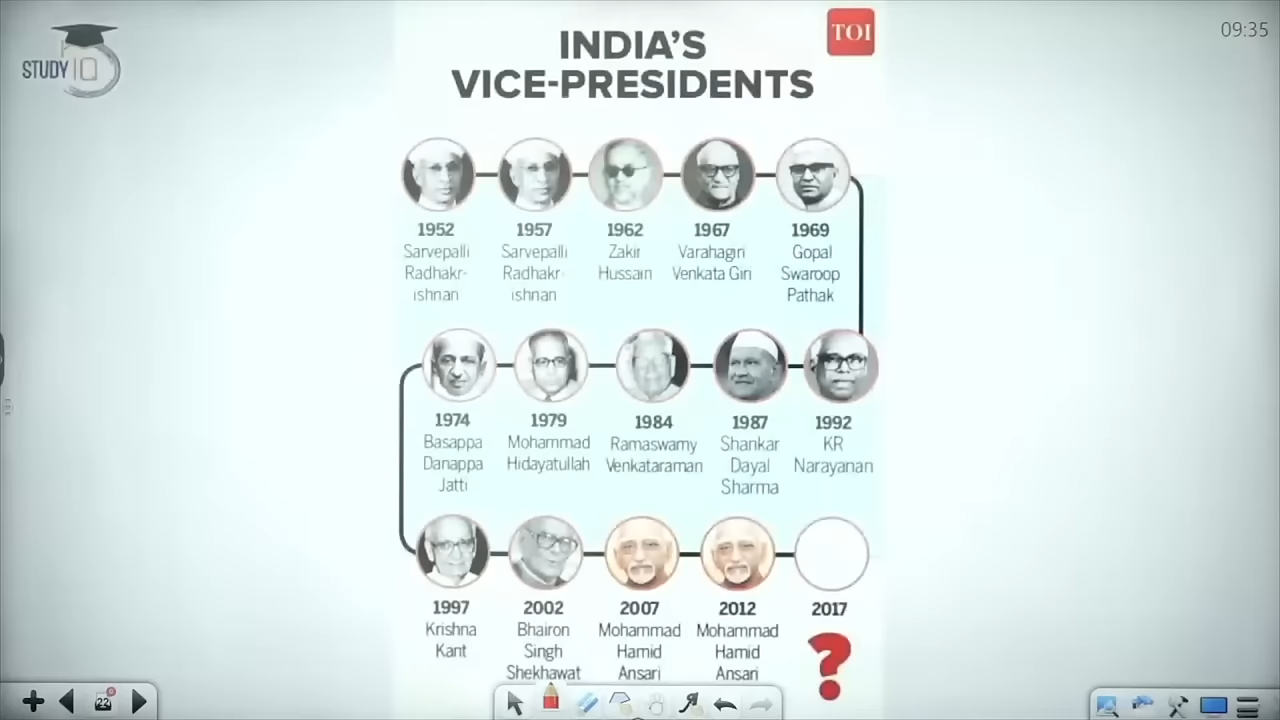 STUDY IQ
INDIA'S
VICE-PRESIDENTS
TOI
09:35
1952
Sarvepalli
Radhakr-
ishnan
1957
Sarvepalli
Radhakr-
ishnan
1962
Zakir
Hussain
1967
Varahagiri
Venkata Giri
1969
Gopal
Swaroop
Pathak
1974
Basappa
Danappa
Jatti
1979
Mohammad
Hidayatullah
1984
Ramaswamy
Venkataraman
1987
Shankar
Dayal
Sharma
1992
KR
Narayanan
1997
Krishna
Kant
2002
Bhairon
Singh
Shekhawat
2007
Mohammad
Hamid
Ansari
2012
Mohammad
Hamid
Ansari
2017
?
22